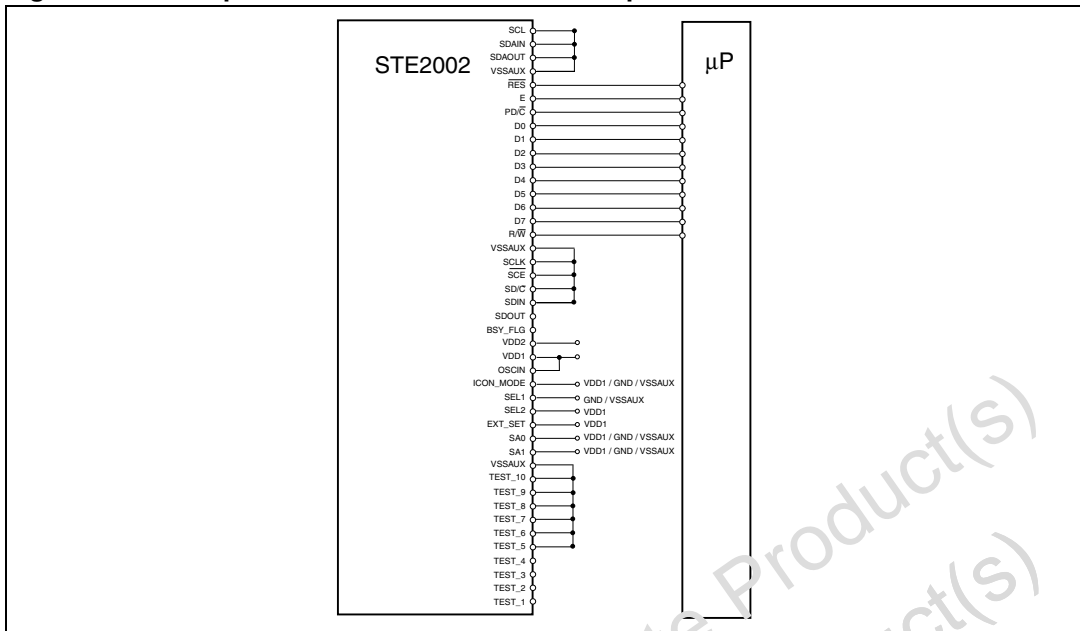 STE2002
μP
SCL
SDAIN
SDAOUT
VSSAUX
RES
E
PD/C
D0
D1
D2
D3
D4
D5
D6
D7
R/W
VSSAUX
SCLK
SCE
SD/C
SDIN
SDOUT
BSY_FLG
VDD2
VDD1
OSCIN
ICON_MODE VDD1 / GND / VSSAUX
SEL1 GND / VSSAUX
SEL2 VDD1
EXT_SET VDD1
SA0 VDD1 / GND / VSSAUX
SA1 VDD1 / GND / VSSAUX
VSSAUX
TEST_10
TEST_9
TEST_8
TEST_7
TEST_6
TEST_5
TEST_4
TEST_3
TEST_2
TEST_1
Product(s)